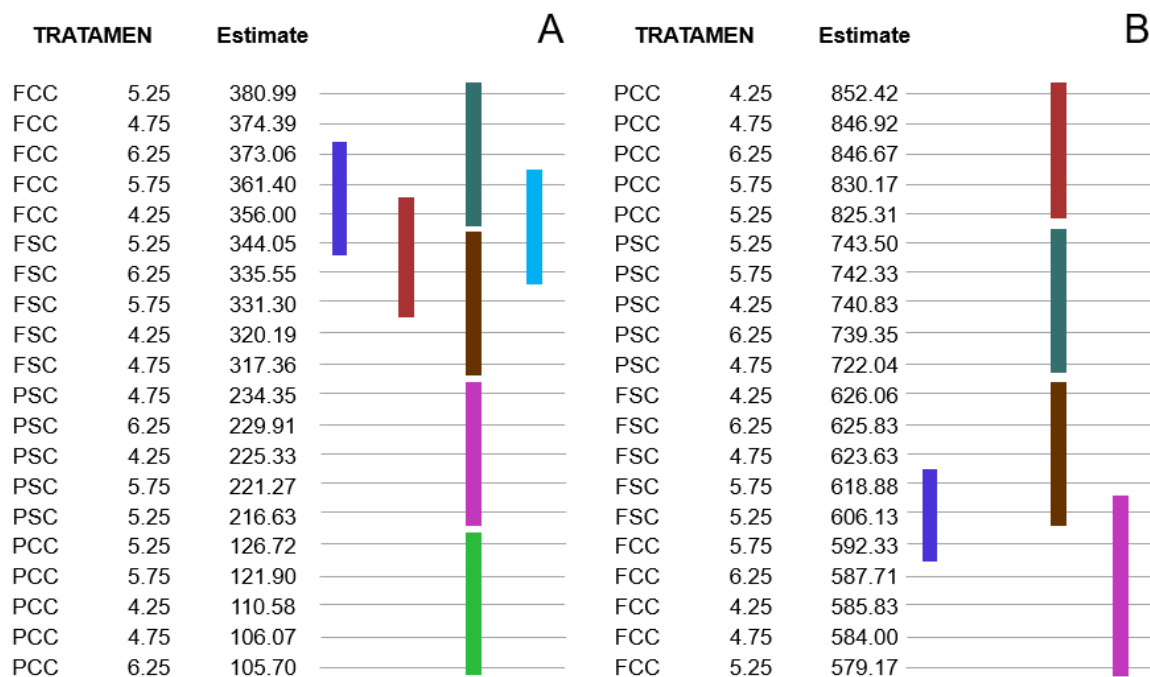 TRATAMEN Estimate A
FCC 5.25 380.99
FCC 4.75 374.39
FCC 6.25 373.06
FCC 5.75 361.40
FCC 4.25 356.00
FSC 5.25 344.05
FSC 6.25 335.55
FSC 5.75 331.30
FSC 4.25 320.19
FSC 4.75 317.36
PSC 4.75 234.35
PSC 6.25 229.91
PSC 4.25 225.33
PSC 5.75 221.27
PSC 5.25 216.63
PCC 5.25 126.72
PCC 5.75 121.90
PCC 4.25 110.58
PCC 4.75 106.07
PCC 6.25 105.70
TRATAMEN Estimate B
PCC 4.25 852.42
PCC 4.75 846.92
PCC 6.25 846.67
PCC 5.75 830.17
PCC 5.25 825.31
PSC 5.25 743.50
PSC 5.75 742.33
PSC 4.25 740.83
PSC 6.25 739.35
PSC 4.75 722.04
FSC 4.25 626.06
FSC 6.25 625.83
FSC 4.75 623.63
FSC 5.75 618.88
FSC 5.25 606.13
FCC 5.75 592.33
FCC 6.25 587.71
FCC 4.25 585.83
FCC 4.75 584.00
FCC 5.25 579.17